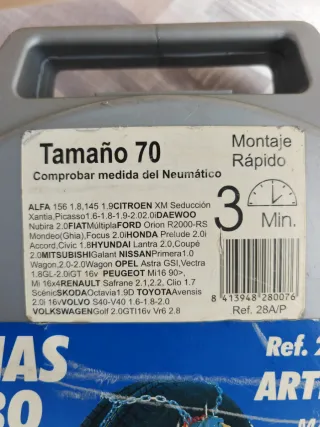 Tamaño 70
Comprobar medida del Neumático
Montaje
Rápido
3 Min.
ALFA 156 1.8,145 1.9CITROEN XM Seducción
Xantia,Picasso1.6-1.8-1.9-2.02.0iDAEWOO
Nubira 2.0FIATMúltiplaFORD Orion R2000-RS
Mondeo(Ghia),Focus 2.0iHONDA Prelude 2.0i
Accord,Civic 1.8HYUNDAI Lantra 2.0,Coupé
2.0MITSUBISHIGalant NISSANPrimera1.0
Wagon,2.0-2.0Wagon OPEL Astra GSI,Vectra
1.8GL-2.0iGT 16v PEUGEOT Mi16 90>,
Mi 16x4RENAULT Safrane 2.1,2.2, Clio 1.7
ScénicSKODAOctavia1.9D TOYOTAAvensis
2.0i 16vVOLVO S40-V40 1.6-1.8-2.0
VOLKSWAGENGolf 2.0GTI16v Vr6 2.8
8 413948 280076
Ref. 28A/P